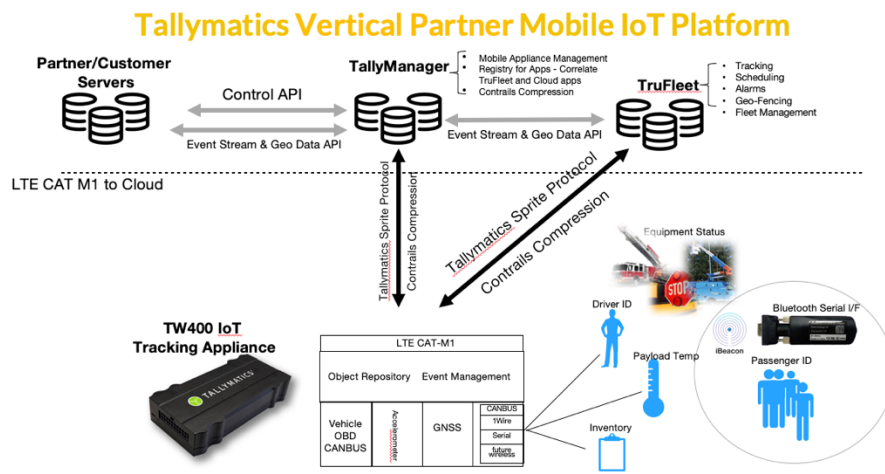 Tallymatics Vertical Partner Mobile IoT Platform
Partner/Customer
Servers
TallyManager
• Mobile Appliance Management
• Registry for Apps - Correlate
TruFleet and Cloud apps
• Contrails Compression
TruFleet
• Tracking
• Scheduling
• Alarms
• Geo-Fencing
• Fleet Management
Control API
Event Stream & Geo Data API
Event Stream & Geo Data API
LTE CAT M1 to Cloud
Tallymatics Sprite Protocol
Contrails Compression
Tallymatics Sprite Protocol
Contrails Compression
Equipment Status
STOP
Driver ID
Bluetooth Serial I/F
iBeacon
Passenger ID
Payload Temp
Inventory
TW400 IoT
Tracking Appliance
TALLYMATICS
LTE CAT-M1
Object Repository Event Management
Vehicle
OBD
CANBUS
Accelerometer
GNSS
CANBUS
1Wire
Serial
future
wireless